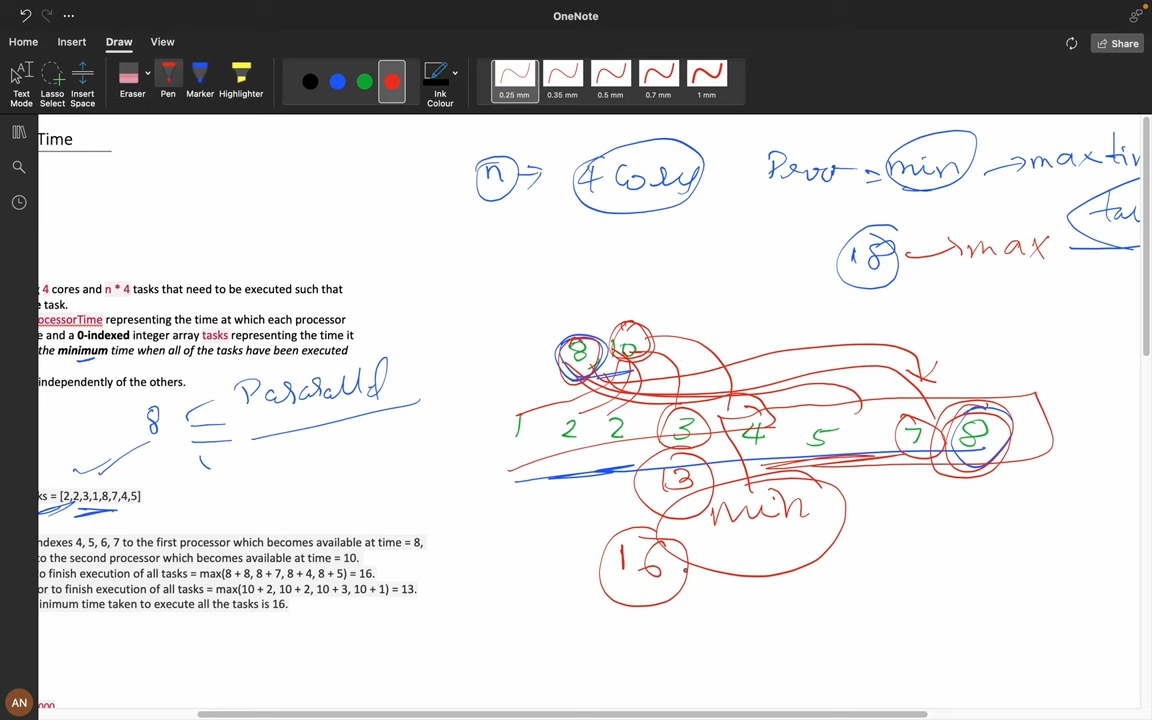 OneNote
Home Insert Draw View
Share
Text Mode
Lasso Select
Insert Space
Eraser
Pen
Marker
Highlighter
Ink Colour
0.25 mm
0.35 mm
0.5 mm
0.7 mm
1 mm
Time
n → 4 Cores
= min → max
18 → max
4 cores and n * 4 tasks that need to be executed such that
task.
ocessorTime representing the time at which each processor
e and a 0-indexed integer array tasks representing the time it
the minimum time when all of the tasks have been executed
independently of the others.
8
8, 10
1 2 2 3 4 5 7 8
13
min
16
ks = [2,2,3,1,8,7,4,5]
ndexes 4, 5, 6, 7 to the first processor which becomes available at time = 8,
to the second processor which becomes available at time = 10.
o finish execution of all tasks = max(8 + 8, 8 + 7, 8 + 4, 8 + 5) = 16.
or to finish execution of all tasks = max(10 + 2, 10 + 2, 10 + 3, 10 + 1) = 13.
inimum time taken to execute all the tasks is 16.
AN